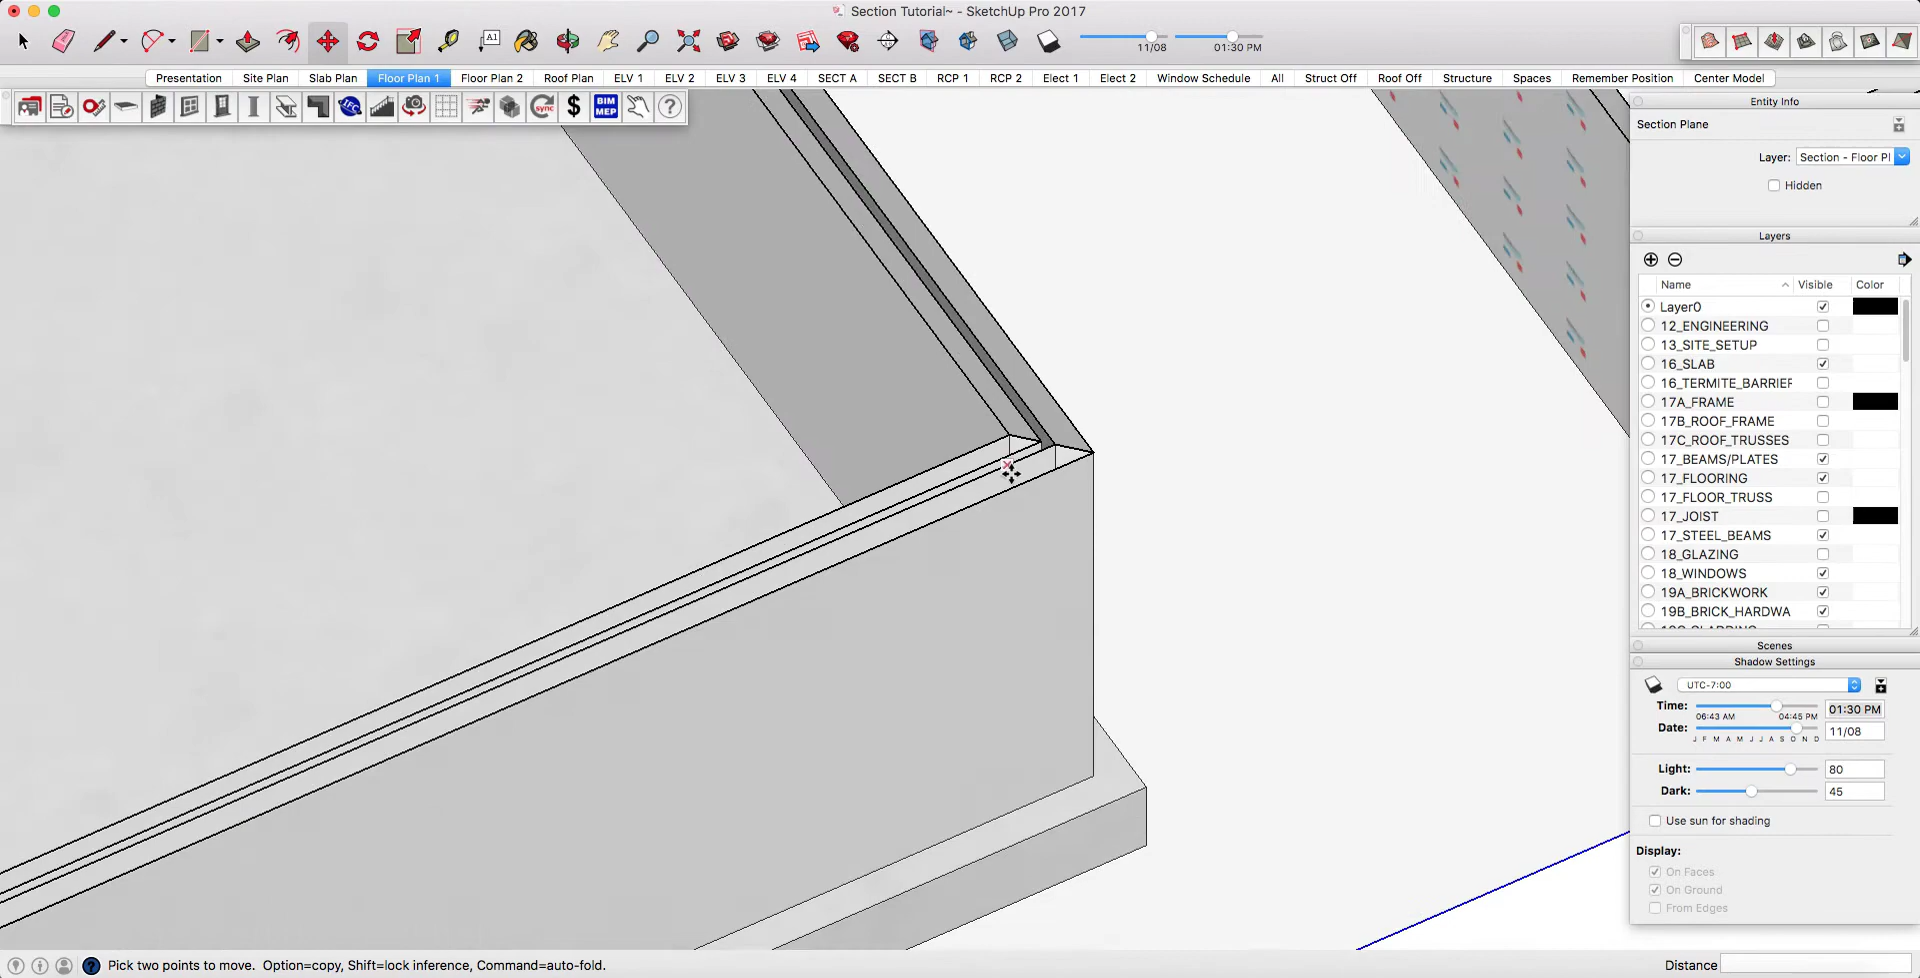 Section Tutorial~ - SketchUp Pro 2017
A1
11/08
01:30 PM
Presentation Site Plan Slab Plan Floor Plan 1 Floor Plan 2 Roof Plan ELV 1 ELV 2 ELV 3 ELV 4 SECT A SECT B RCP 1 RCP 2 Elect 1 Elect 2 Window Schedule All Struct Off Roof Off Structure Spaces Remember Position Center Model
IFC sync $ BIM MEP ?
Entity Info
Section Plane
Layer: Section - Floor Pl
Hidden
Layers
Name Visible Color
Layer0
12_ENGINEERING
13_SITE_SETUP
16_SLAB
16_TERMITE_BARRIER
17A_FRAME
17B_ROOF_FRAME
17C_ROOF_TRUSSES
17_BEAMS/PLATES
17_FLOORING
17_FLOOR_TRUSS
17_JOIST
17_STEEL_BEAMS
18_GLAZING
18_WINDOWS
19A_BRICKWORK
19B_BRICK_HARDWA
Scenes
Shadow Settings
UTC-7:00
Time: 01:30 PM
06:43 AM 04:45 PM
Date: 11/08
J F M A M J J A S O N D
Light: 80
Dark: 45
Use sun for shading
Display:
On Faces
On Ground
From Edges
? Pick two points to move. Option=copy, Shift=lock inference, Command=auto-fold.
Distance